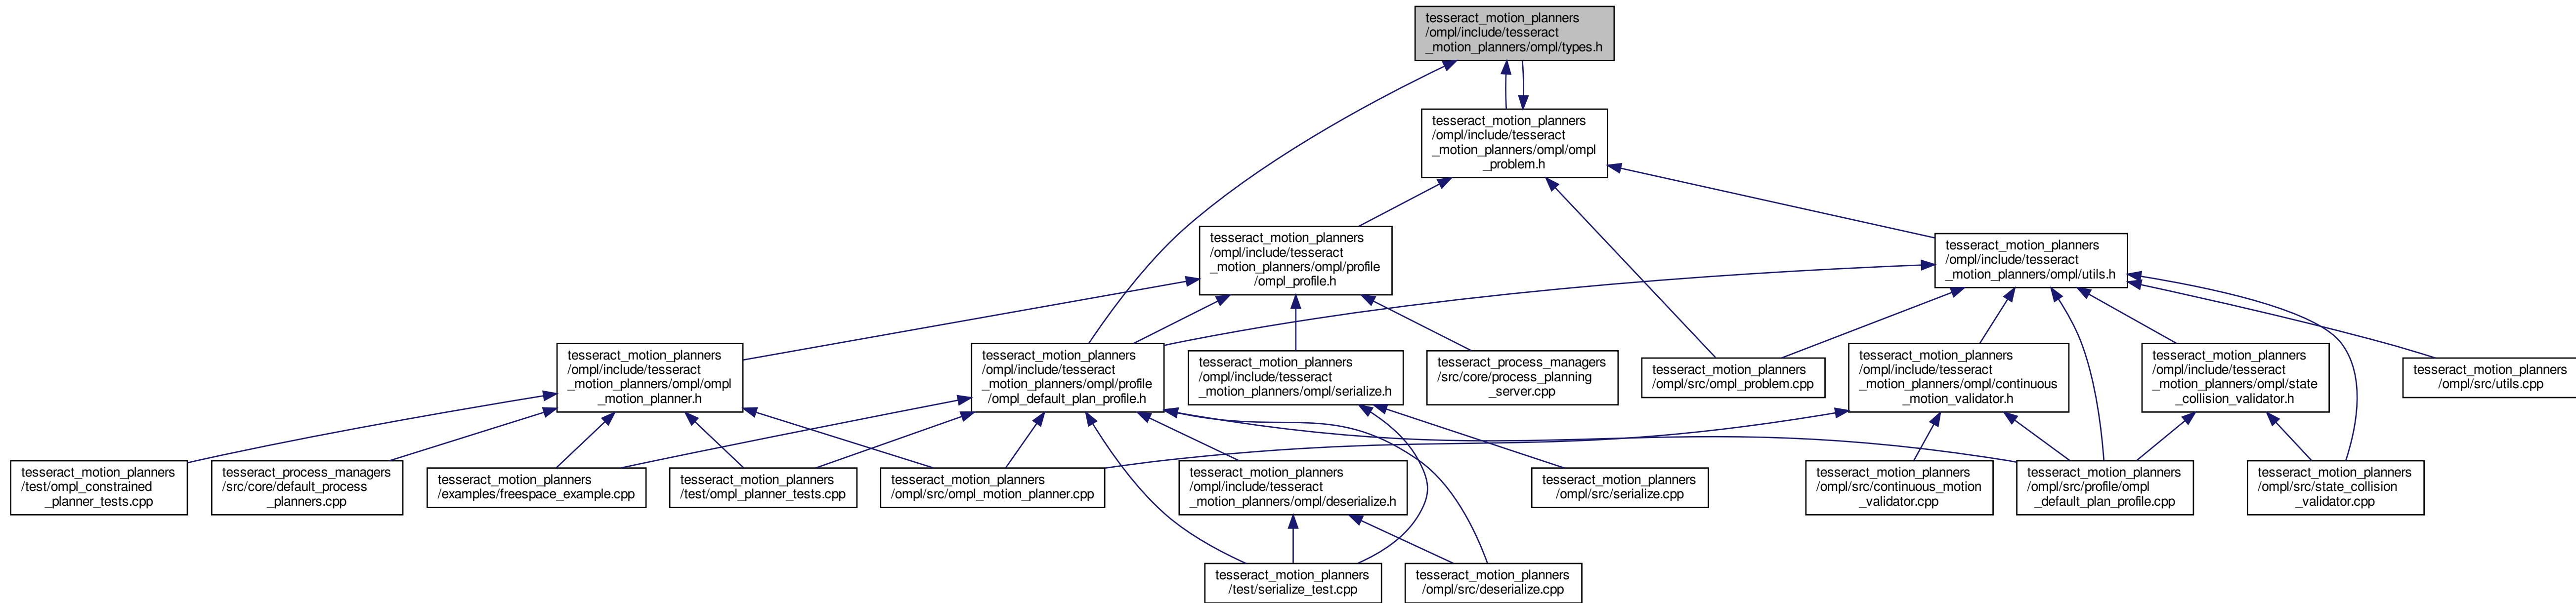 tesseract_motion_planners
/ompl/include/tesseract
_motion_planners/ompl/types.h
tesseract_motion_planners
/ompl/include/tesseract
_motion_planners/ompl/ompl
_problem.h
tesseract_motion_planners
/ompl/include/tesseract
_motion_planners/ompl/profile
/ompl_profile.h
tesseract_motion_planners
/ompl/include/tesseract
_motion_planners/ompl/utils.h
tesseract_motion_planners
/ompl/include/tesseract
_motion_planners/ompl/ompl
_motion_planner.h
tesseract_motion_planners
/ompl/include/tesseract
_motion_planners/ompl/profile
/ompl_default_plan_profile.h
tesseract_motion_planners
/ompl/include/tesseract
_motion_planners/ompl/serialize.h
tesseract_process_managers
/src/core/process_planning
_server.cpp
tesseract_motion_planners
/ompl/src/ompl_problem.cpp
tesseract_motion_planners
/ompl/include/tesseract
_motion_planners/ompl/continuous
_motion_validator.h
tesseract_motion_planners
/ompl/include/tesseract
_motion_planners/ompl/state
_collision_validator.h
tesseract_motion_planners
/ompl/src/utils.cpp
tesseract_motion_planners
/test/ompl_constrained
_planner_tests.cpp
tesseract_process_managers
/src/core/default_process
_planners.cpp
tesseract_motion_planners
/examples/freespace_example.cpp
tesseract_motion_planners
/test/ompl_planner_tests.cpp
tesseract_motion_planners
/ompl/src/ompl_motion_planner.cpp
tesseract_motion_planners
/ompl/include/tesseract
_motion_planners/ompl/deserialize.h
tesseract_motion_planners
/ompl/src/serialize.cpp
tesseract_motion_planners
/ompl/src/continuous_motion
_validator.cpp
tesseract_motion_planners
/ompl/src/profile/ompl
_default_plan_profile.cpp
tesseract_motion_planners
/ompl/src/state_collision
_validator.cpp
tesseract_motion_planners
/test/serialize_test.cpp
tesseract_motion_planners
/ompl/src/deserialize.cpp